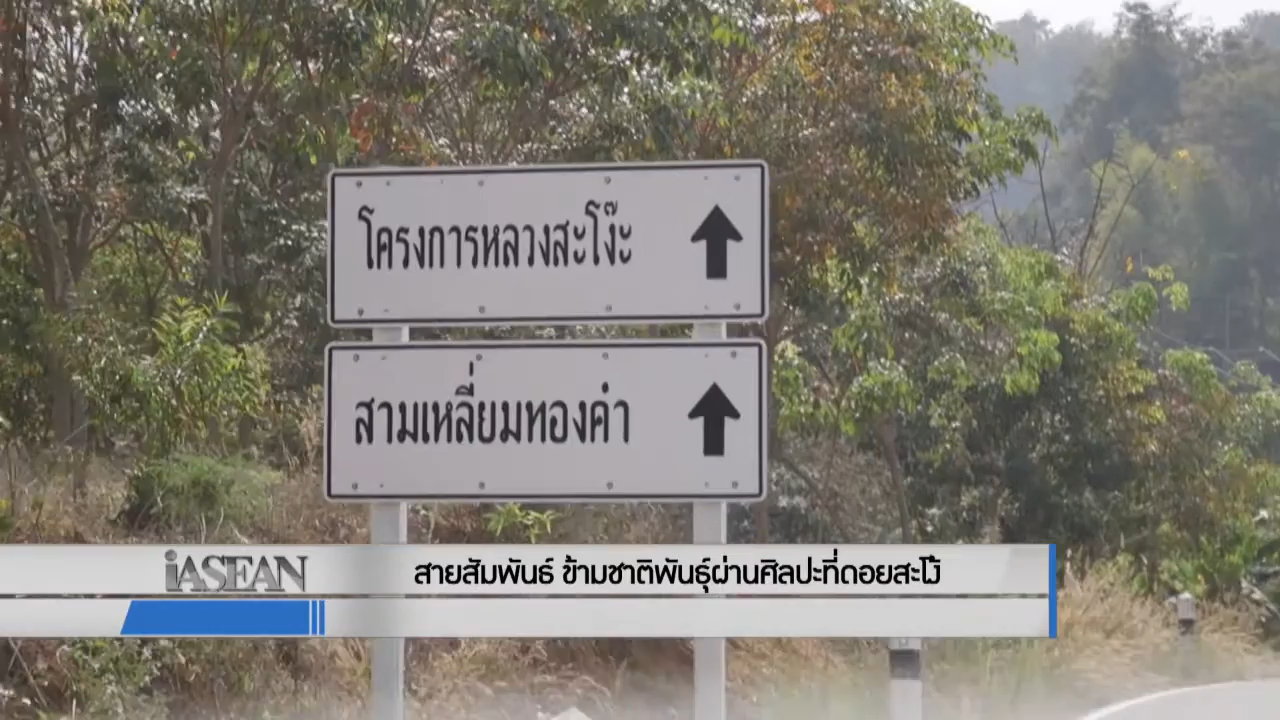 โครงการหลวงสะโง๊ะ
สามเหลี่ยมทองคำ
iASEAN
สายสัมพันธ์ ข้ามชาติพันธุ์ผ่านศิลปะที่ดอยสะโง้